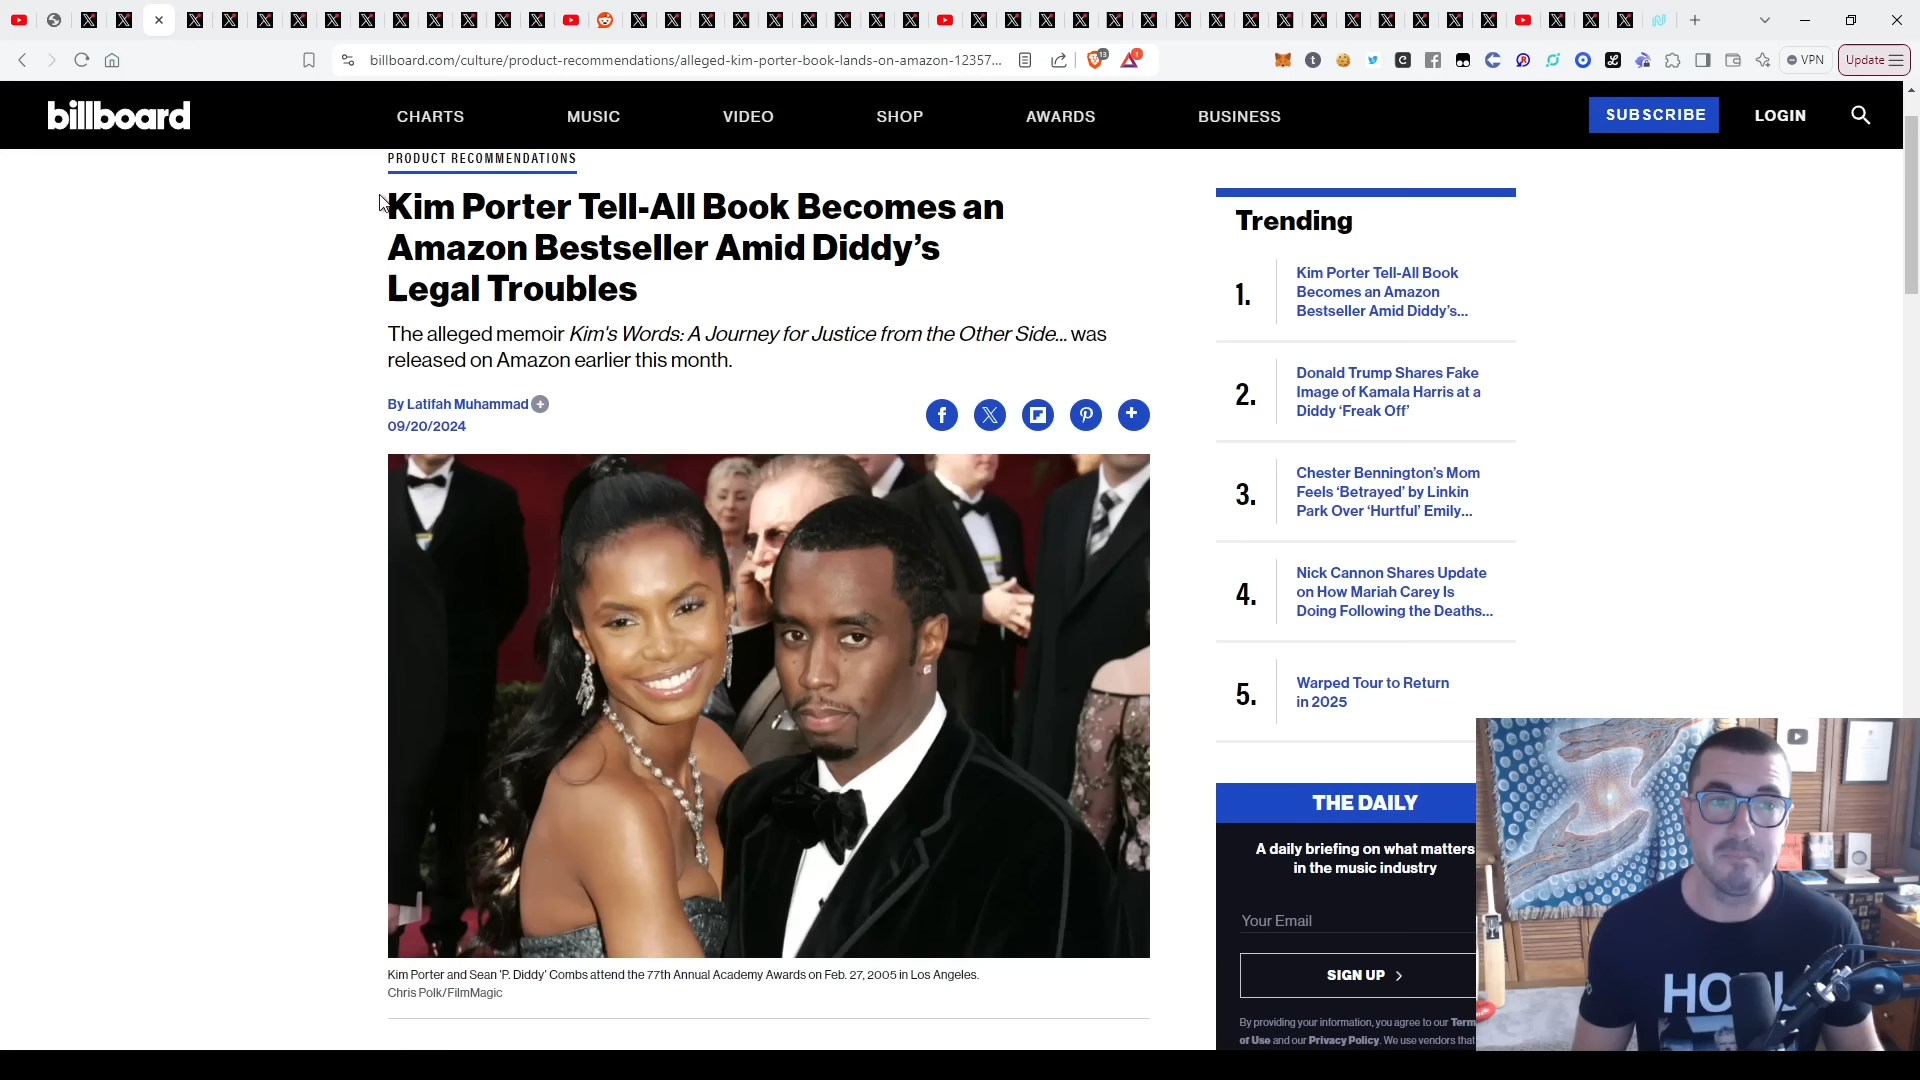 billboard.com/culture/product-recommendations/alleged-kim-porter-book-lands-on-amazon-12357...
VPN
Update
billboard
CHARTS
MUSIC
VIDEO
SHOP
AWARDS
BUSINESS
SUBSCRIBE
LOGIN
PRODUCT RECOMMENDATIONS
Kim Porter Tell-All Book Becomes an
Amazon Bestseller Amid Diddy’s
Legal Troubles
The alleged memoir Kim's Words: A Journey for Justice from the Other Side... was
released on Amazon earlier this month.
By Latifah Muhammad
09/20/2024
Kim Porter and Sean 'P. Diddy' Combs attend the 77th Annual Academy Awards on Feb. 27, 2005 in Los Angeles.
Chris Polk/FilmMagic
Trending
1.
Kim Porter Tell-All Book
Becomes an Amazon
Bestseller Amid Diddy’s...
2.
Donald Trump Shares Fake
Image of Kamala Harris at a
Diddy ‘Freak Off’
3.
Chester Bennington’s Mom
Feels ‘Betrayed’ by Linkin
Park Over ‘Hurtful’ Emily...
4.
Nick Cannon Shares Update
on How Mariah Carey Is
Doing Following the Deaths...
5.
Warped Tour to Return
in 2025
THE DAILY
A daily briefing on what matters
in the music industry
Your Email
SIGN UP
By providing your information, you agree to our Term
of Use and our Privacy Policy. We use vendors that